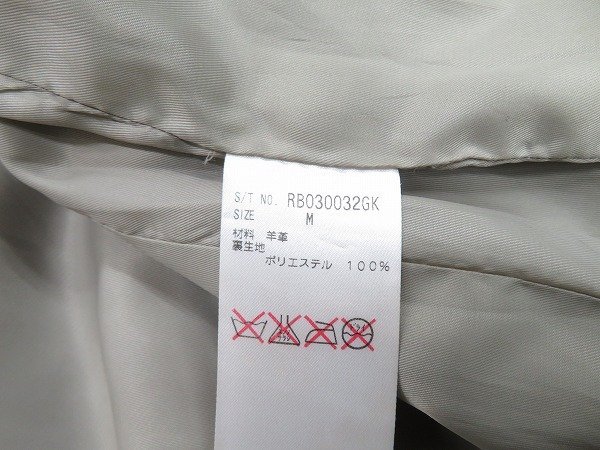 S/T NO. RB030032GK
SIZE M
材料 羊革
裏生地
ポリエステル 100%